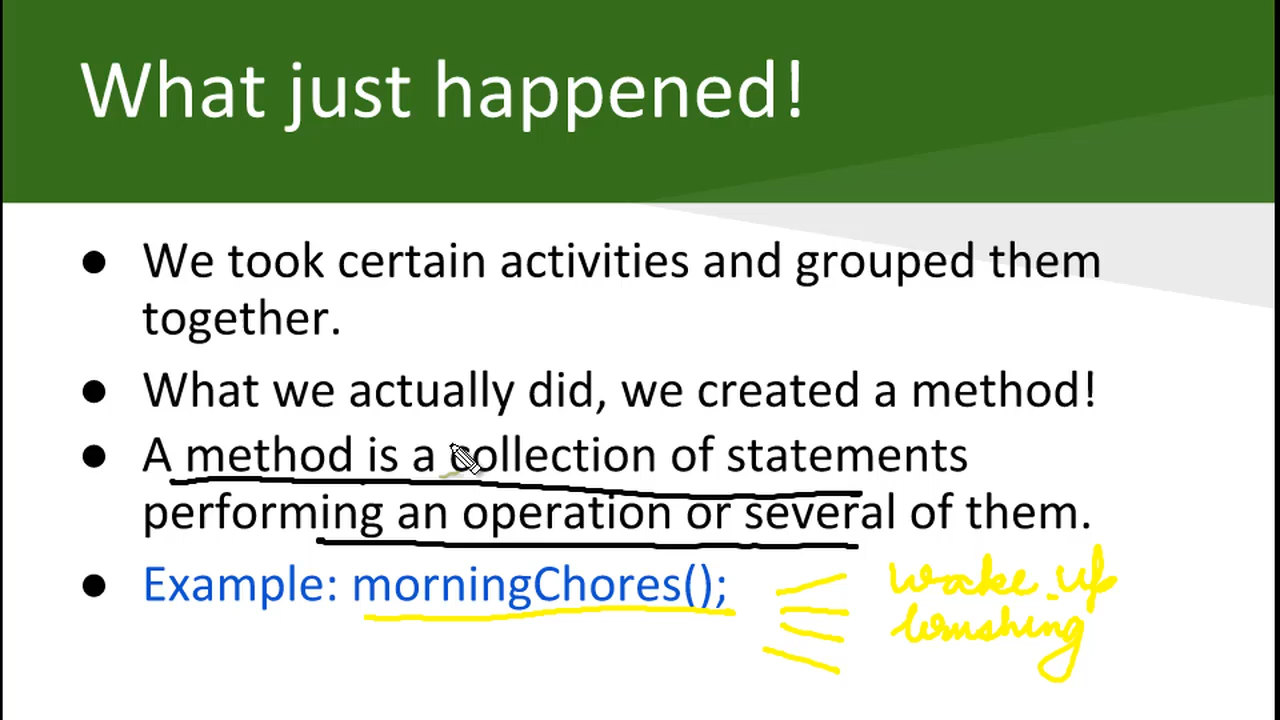 What just happened!
● We took certain activities and grouped them
together.
● What we actually did, we created a method!
● A method is a collection of statements
performing an operation or several of them.
● Example: morningChores();
wake up
brushing